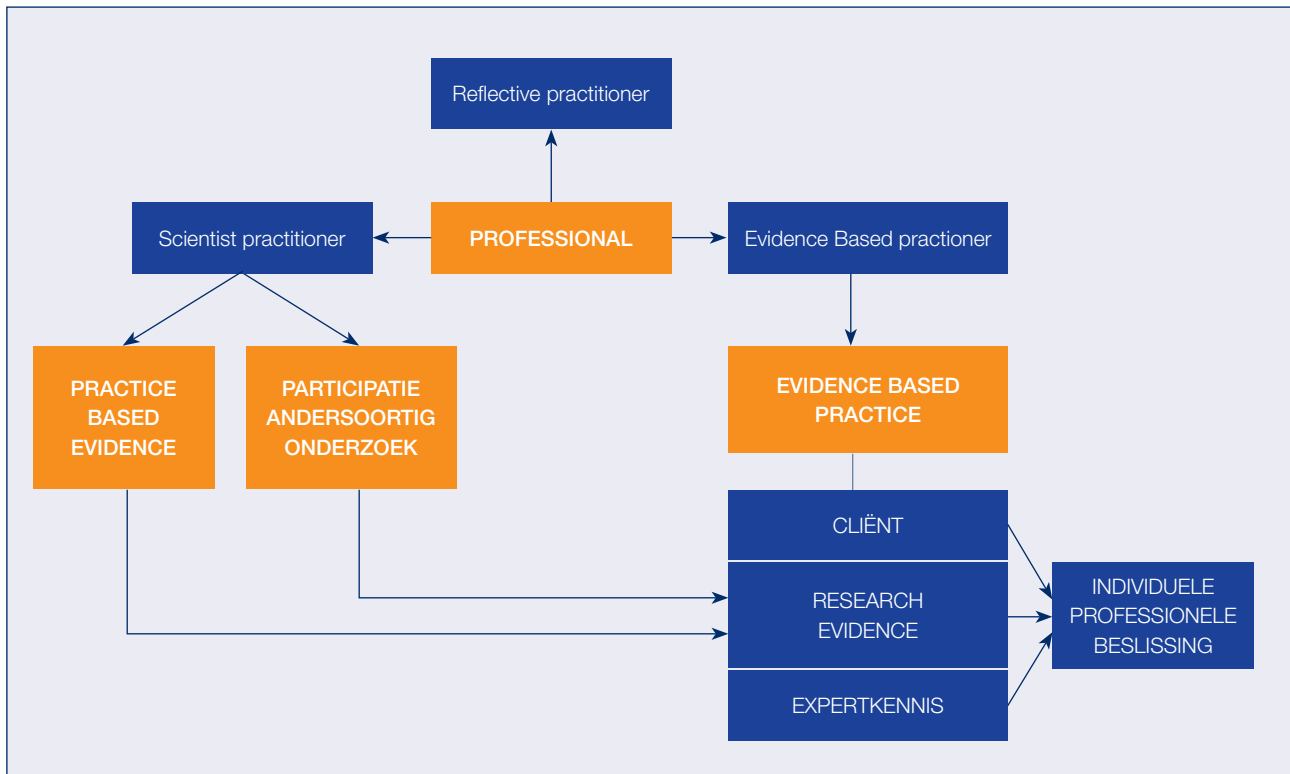 Reflective practitioner
Scientist practitioner
PROFESSIONAL
Evidence Based practioner
PRACTICE
BASED
EVIDENCE
PARTICIPATIE
ANDERSOORTIG
ONDERZOEK
EVIDENCE BASED
PRACTICE
CLIËNT
RESEARCH
EVIDENCE
EXPERTKENNIS
INDIVIDUELE
PROFESSIONELE
BESLISSING